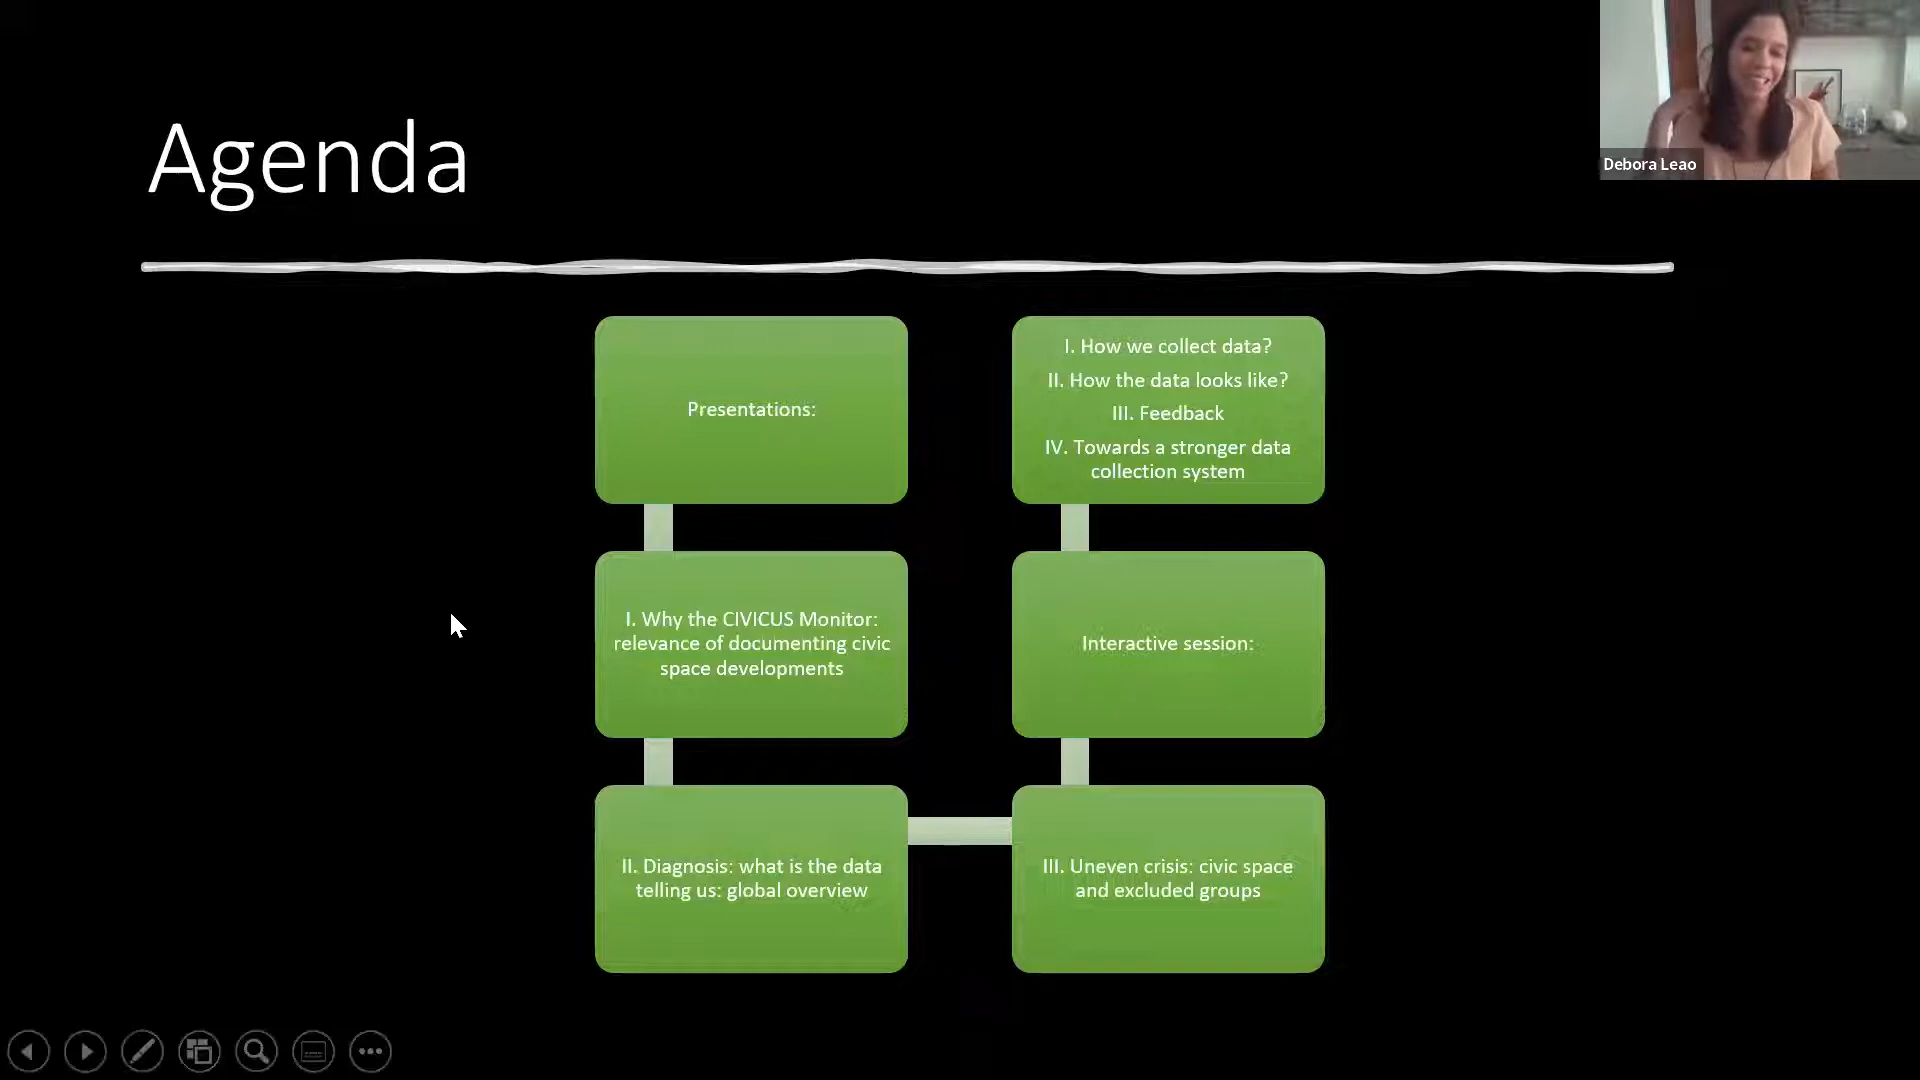 Agenda
Debora Leao
Presentations:
I. Why the CIVICUS Monitor:
relevance of documenting civic
space developments
II. Diagnosis: what is the data
telling us: global overview
III. Uneven crisis: civic space
and excluded groups
Interactive session:
I. How we collect data?
II. How the data looks like?
III. Feedback
IV. Towards a stronger data
collection system